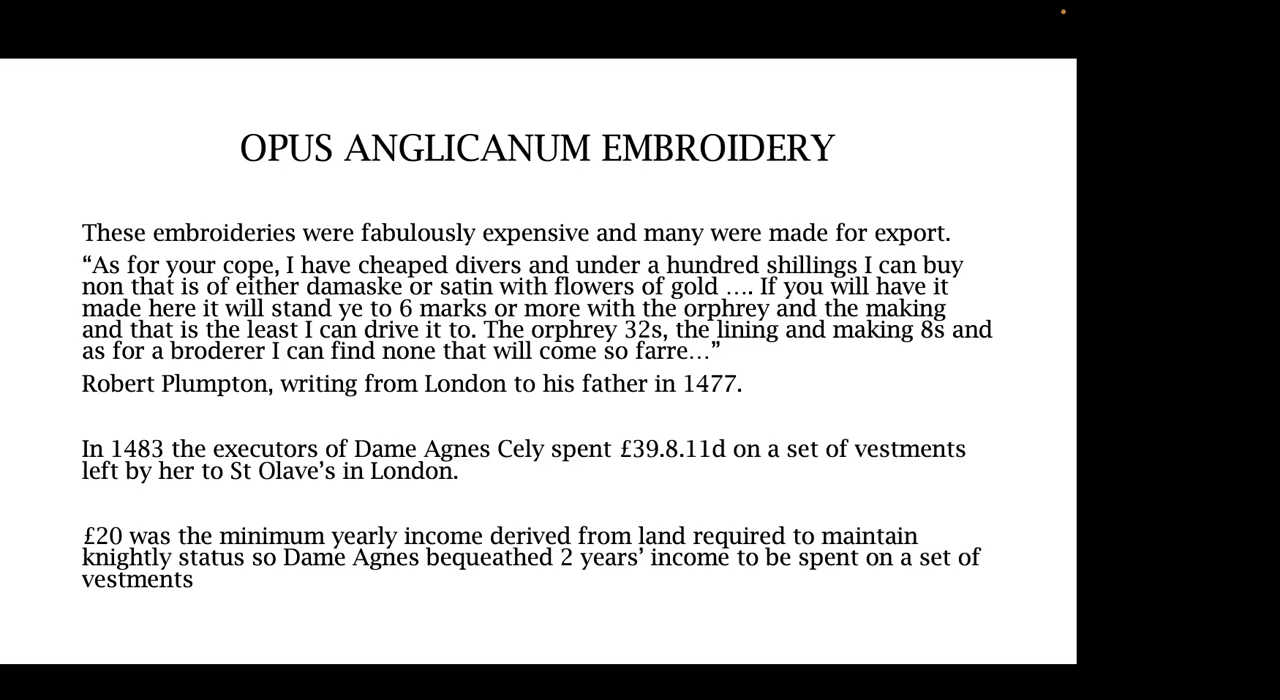 OPUS ANGLICANUM EMBROIDERY
These embroideries were fabulously expensive and many were made for export.
“As for your cope, I have cheaped divers and under a hundred shillings I can buy
non that is of either damaske or satin with flowers of gold …. If you will have it
made here it will stand ye to 6 marks or more with the orphrey and the making
and that is the least I can drive it to. The orphrey 32s, the lining and making 8s and
as for a broderer I can find none that will come so farre…”
Robert Plumpton, writing from London to his father in 1477.
In 1483 the executors of Dame Agnes Cely spent £39.8.11d on a set of vestments
left by her to St Olave’s in London.
£20 was the minimum yearly income derived from land required to maintain
knightly status so Dame Agnes bequeathed 2 years’ income to be spent on a set of
vestments